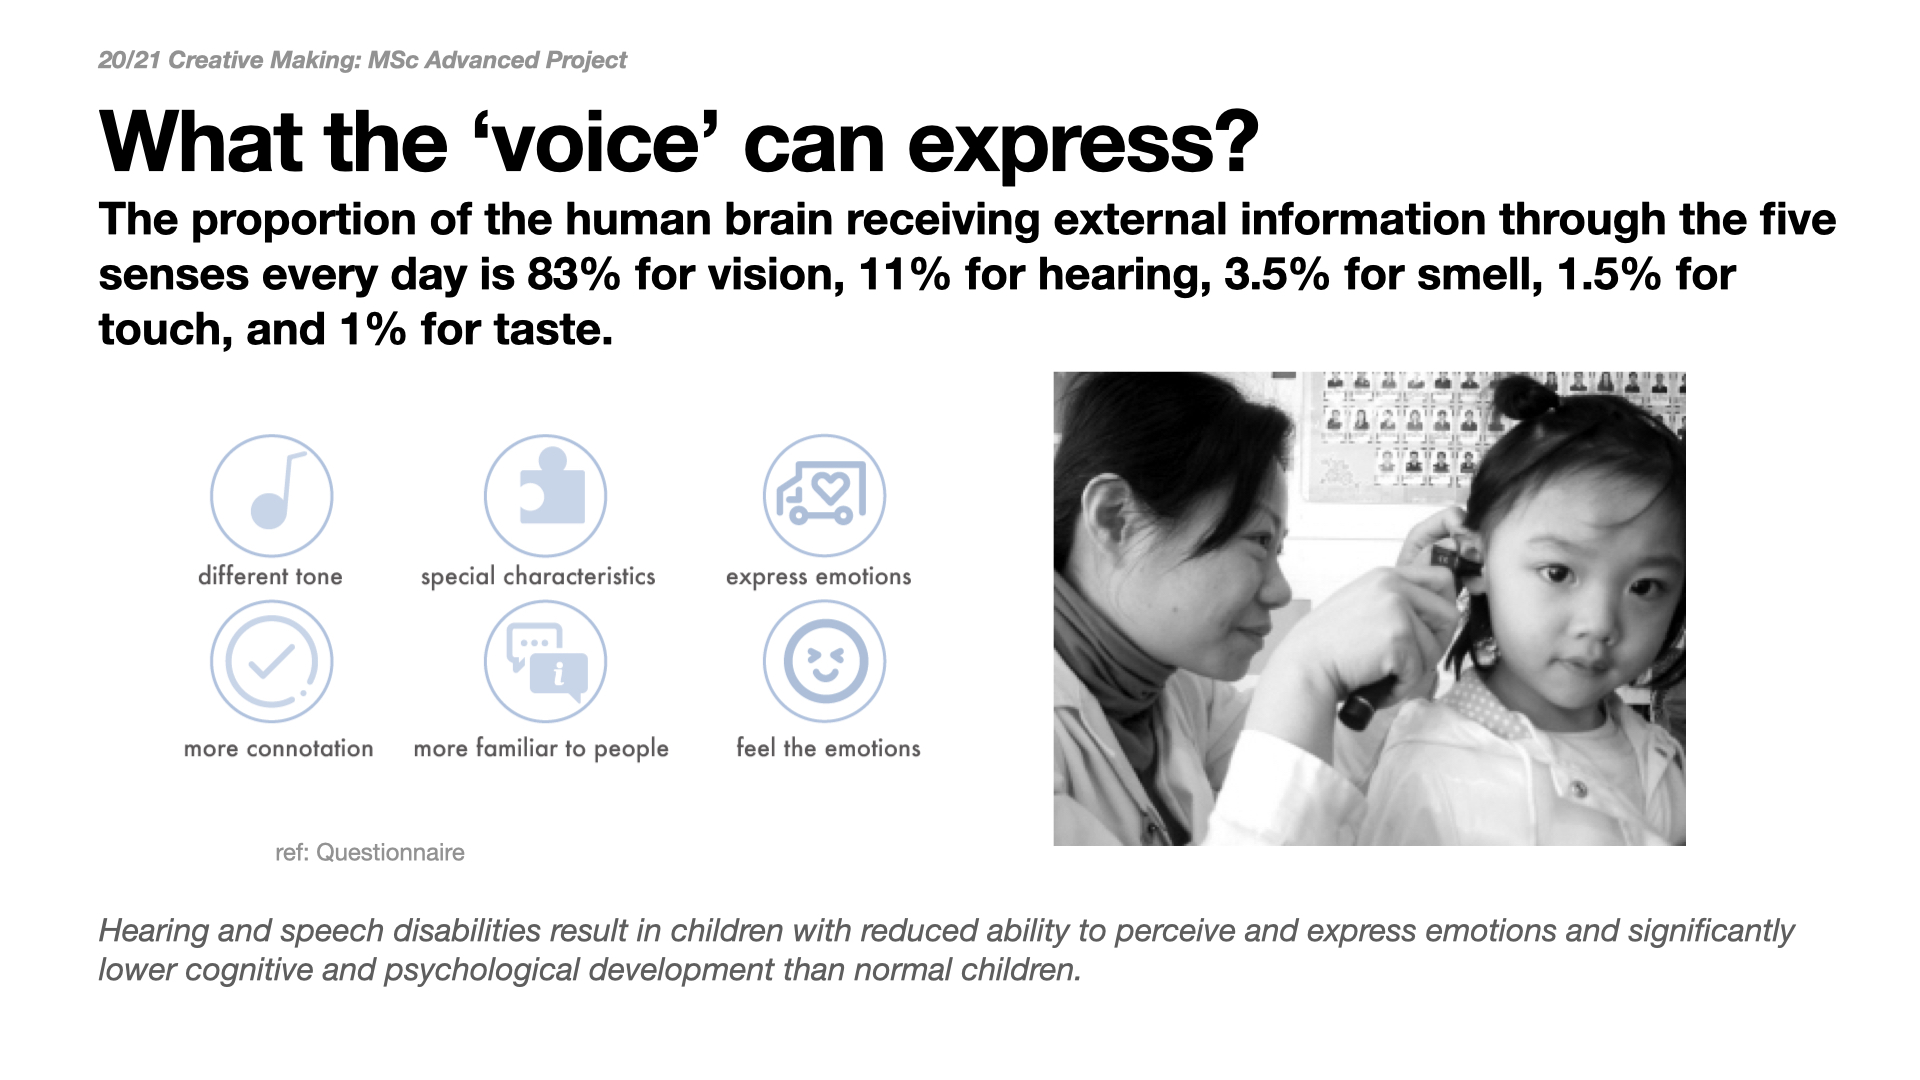 20/21 Creative Making: MSc Advanced Project
What the ‘voice’ can express?
The proportion of the human brain receiving external information through the five
senses every day is 83% for vision, 11% for hearing, 3.5% for smell, 1.5% for
touch, and 1% for taste.
different tone
special characteristics
express emotions
i
more connotation
more familiar to people
feel the emotions
ref: Questionnaire
Hearing and speech disabilities result in children with reduced ability to perceive and express emotions and significantly
lower cognitive and psychological development than normal children.